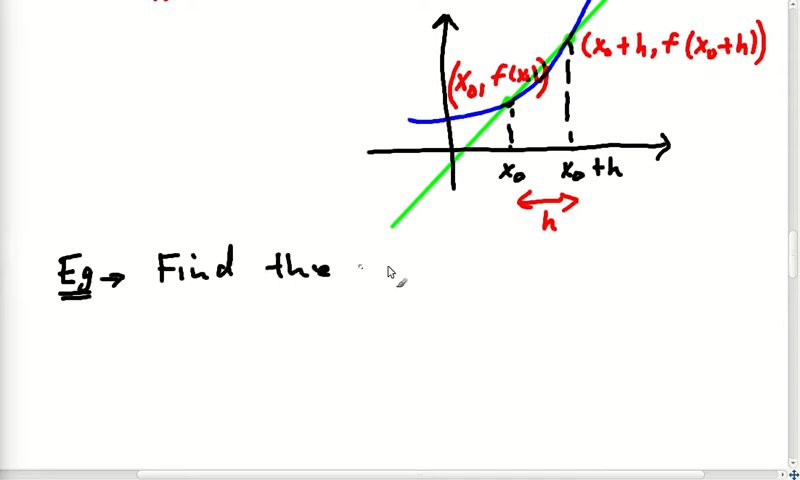 (x₀+h, f(x₀+h))
(x₀, f(x₀))
x₀
x₀+h
h
Eg→ Find the